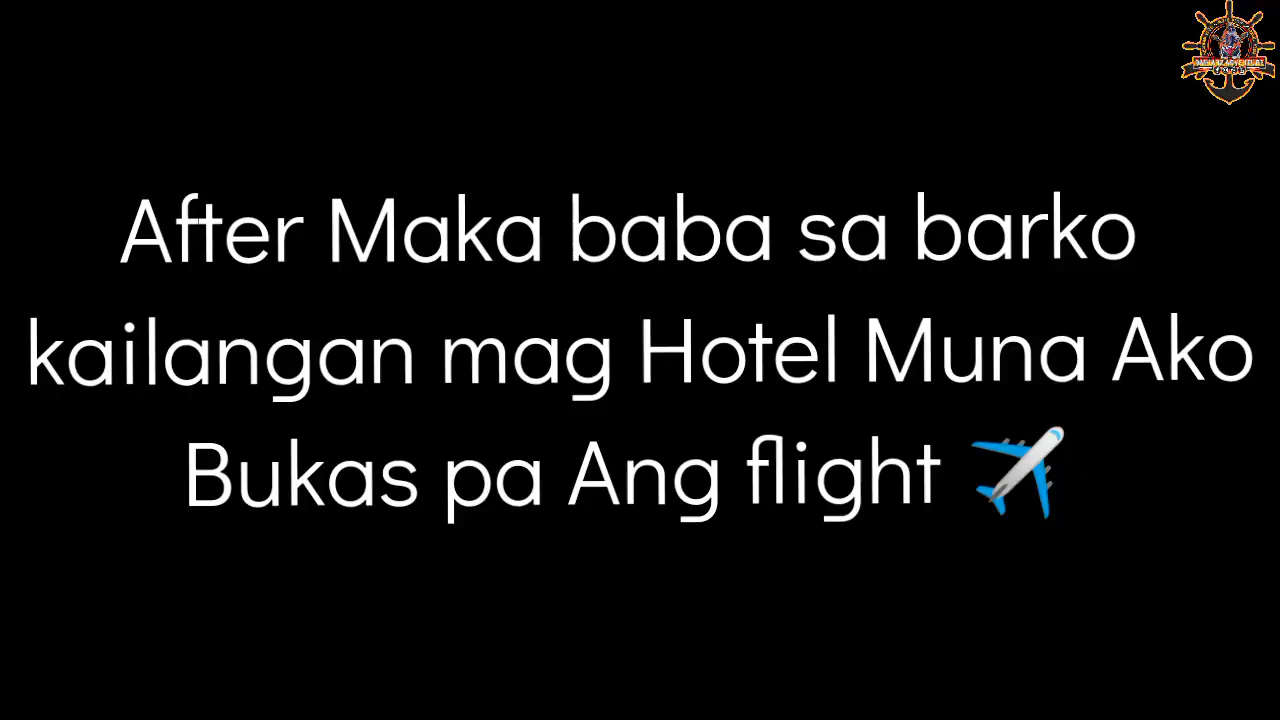 After Maka baba sa barko
kailangan mag Hotel Muna Ako
Bukas pa Ang flight ✈️